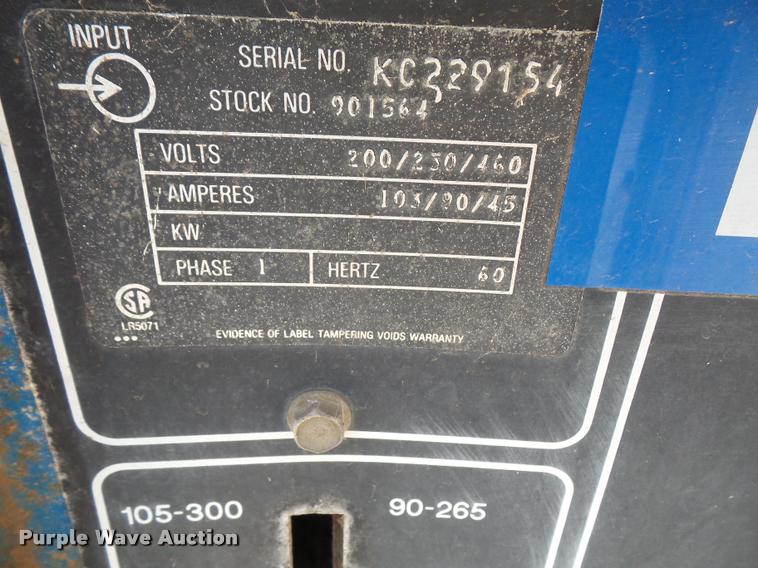 INPUT
SERIAL NO. KC229154
STOCK NO. 901564
VOLTS 200/230/460
AMPERES 103/90/45
KW
PHASE 1 HERTZ 60
SA
LR5071
EVIDENCE OF LABEL TAMPERING VOIDS WARRANTY
105-300 90-265
Purple Wave Auction